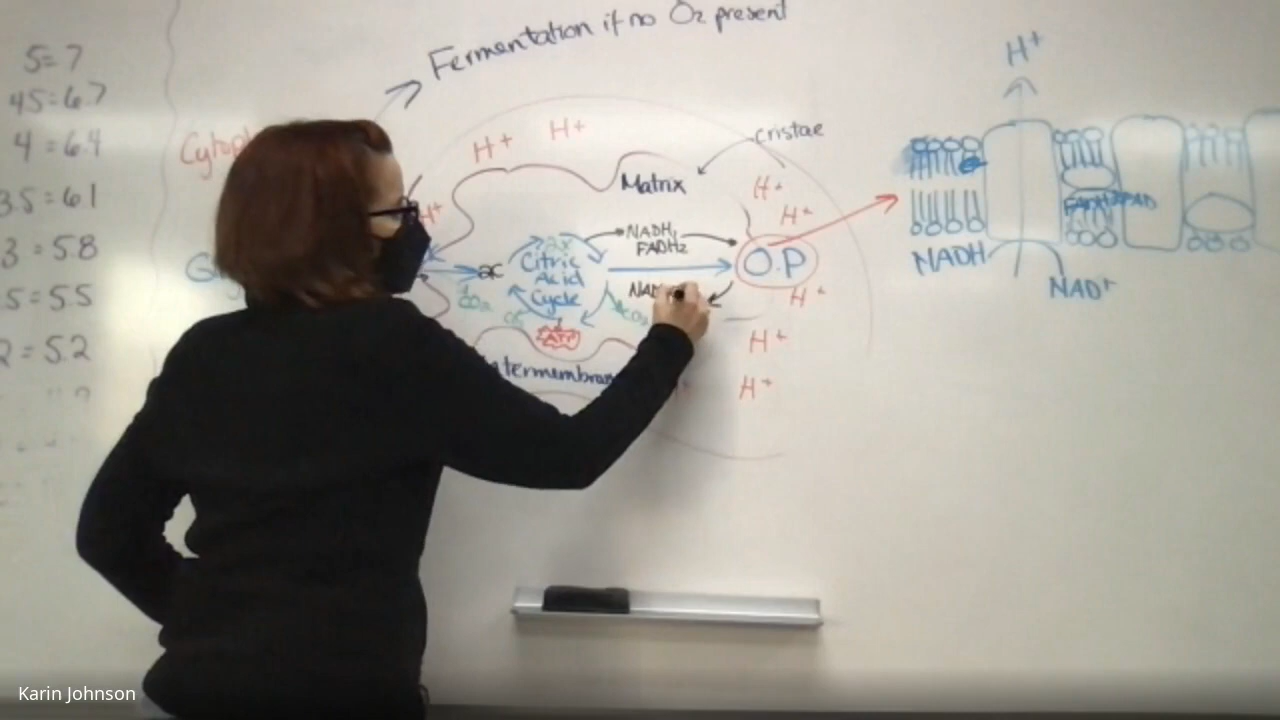 Fermentation if no O2 present
5=7
4.5=6.7
4=6.4
3.5=6.1
3=5.8
.5=5.5
2=5.2
H+
H+
H+
cristae
Matrix
H+
H+
H+
NADH,
FADH2
2x
Citric
Acid
Cycle
O.P
CO2
CO2
ATP
H+
H+
H+
H+
NADH
NAD+
Karin Johnson